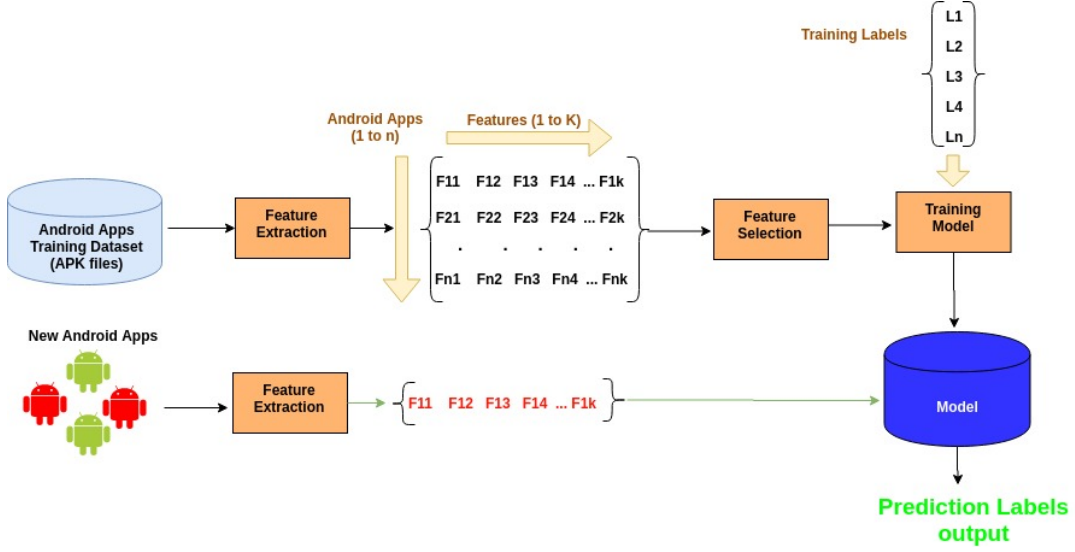 Training Labels
L1
L2
L3
L4
Ln
Android Apps
(1 to n)
Features (1 to K)
F11 F12 F13 F14 ... F1k
F21 F22 F23 F24 ... F2k
. . . . .
Fn1 Fn2 Fn3 Fn4 ... Fnk
Android Apps
Training Dataset
(APK files)
Feature
Extraction
Feature
Selection
Training
Model
New Android Apps
Feature
Extraction
F11 F12 F13 F14 ... F1k
Model
Prediction Labels
output